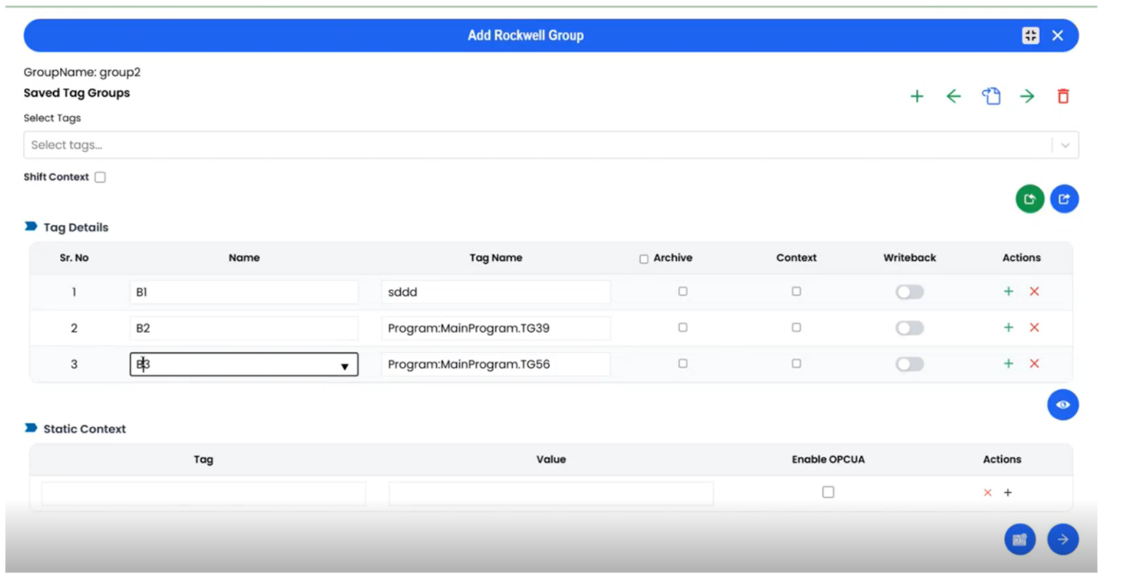 Add Rockwell Group
GroupName: group2
Saved Tag Groups
Select Tags
Select tags...
Shift Context
Tag Details
Sr. No Name Tag Name Archive Context Writeback Actions
1 B1 sddd
2 B2 Program:MainProgram.TG39
3 B3 Program:MainProgram.TG56
Static Context
Tag Value Enable OPCUA Actions